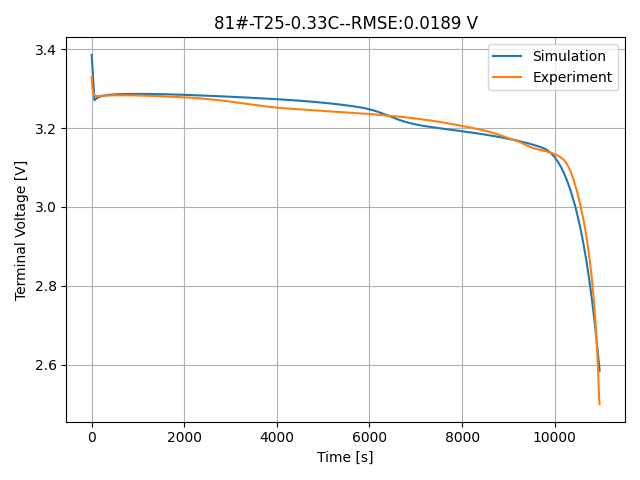 81#-T25-0.33C--RMSE:0.0189 V
Simulation
Experiment
Terminal Voltage [V]
3.4
3.2
3.0
2.8
2.6
0 2000 4000 6000 8000 10000
Time [s]